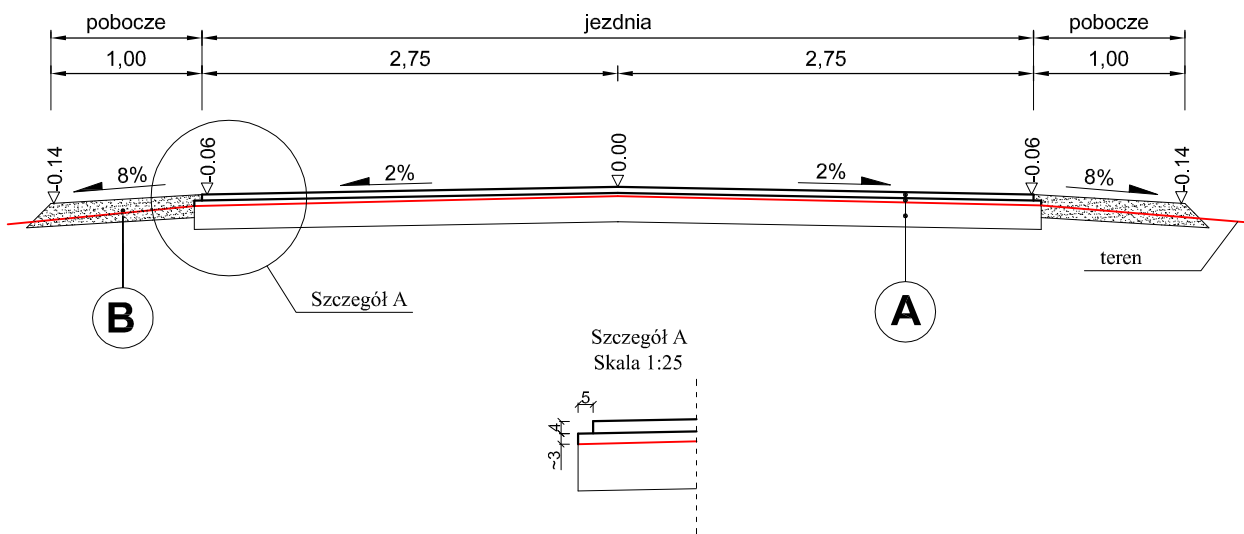 pobocze jezdnia pobocze
1,00 2,75 2,75 1,00
-0.14 8% -0.06 2% 0.00 2% -0.06 8% -0.14
teren
Szczegół A
B A
Szczegół A
Skala 1:25
5
4
~3